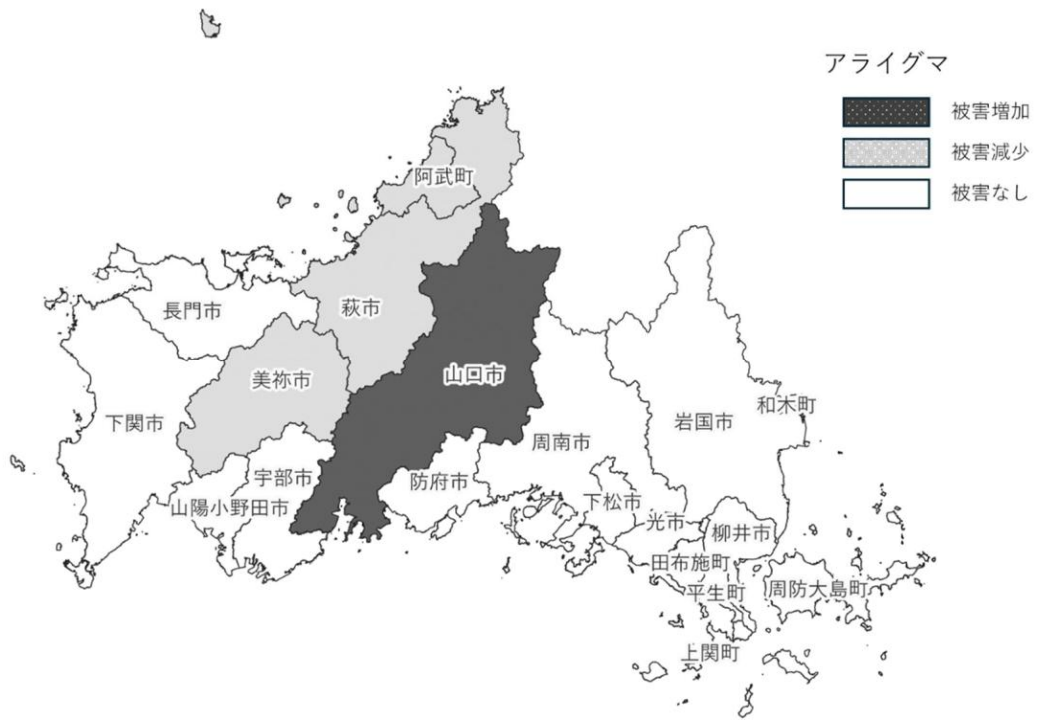 アライグマ
被害増加
被害減少
被害なし
阿武町
長門市
萩市
美祢市
山口市
下関市
和木町
岩国市
周南市
宇部市
防府市
山陽小野田市
下松市
光市
柳井市
田布施町
平生町
周防大島町
上関町